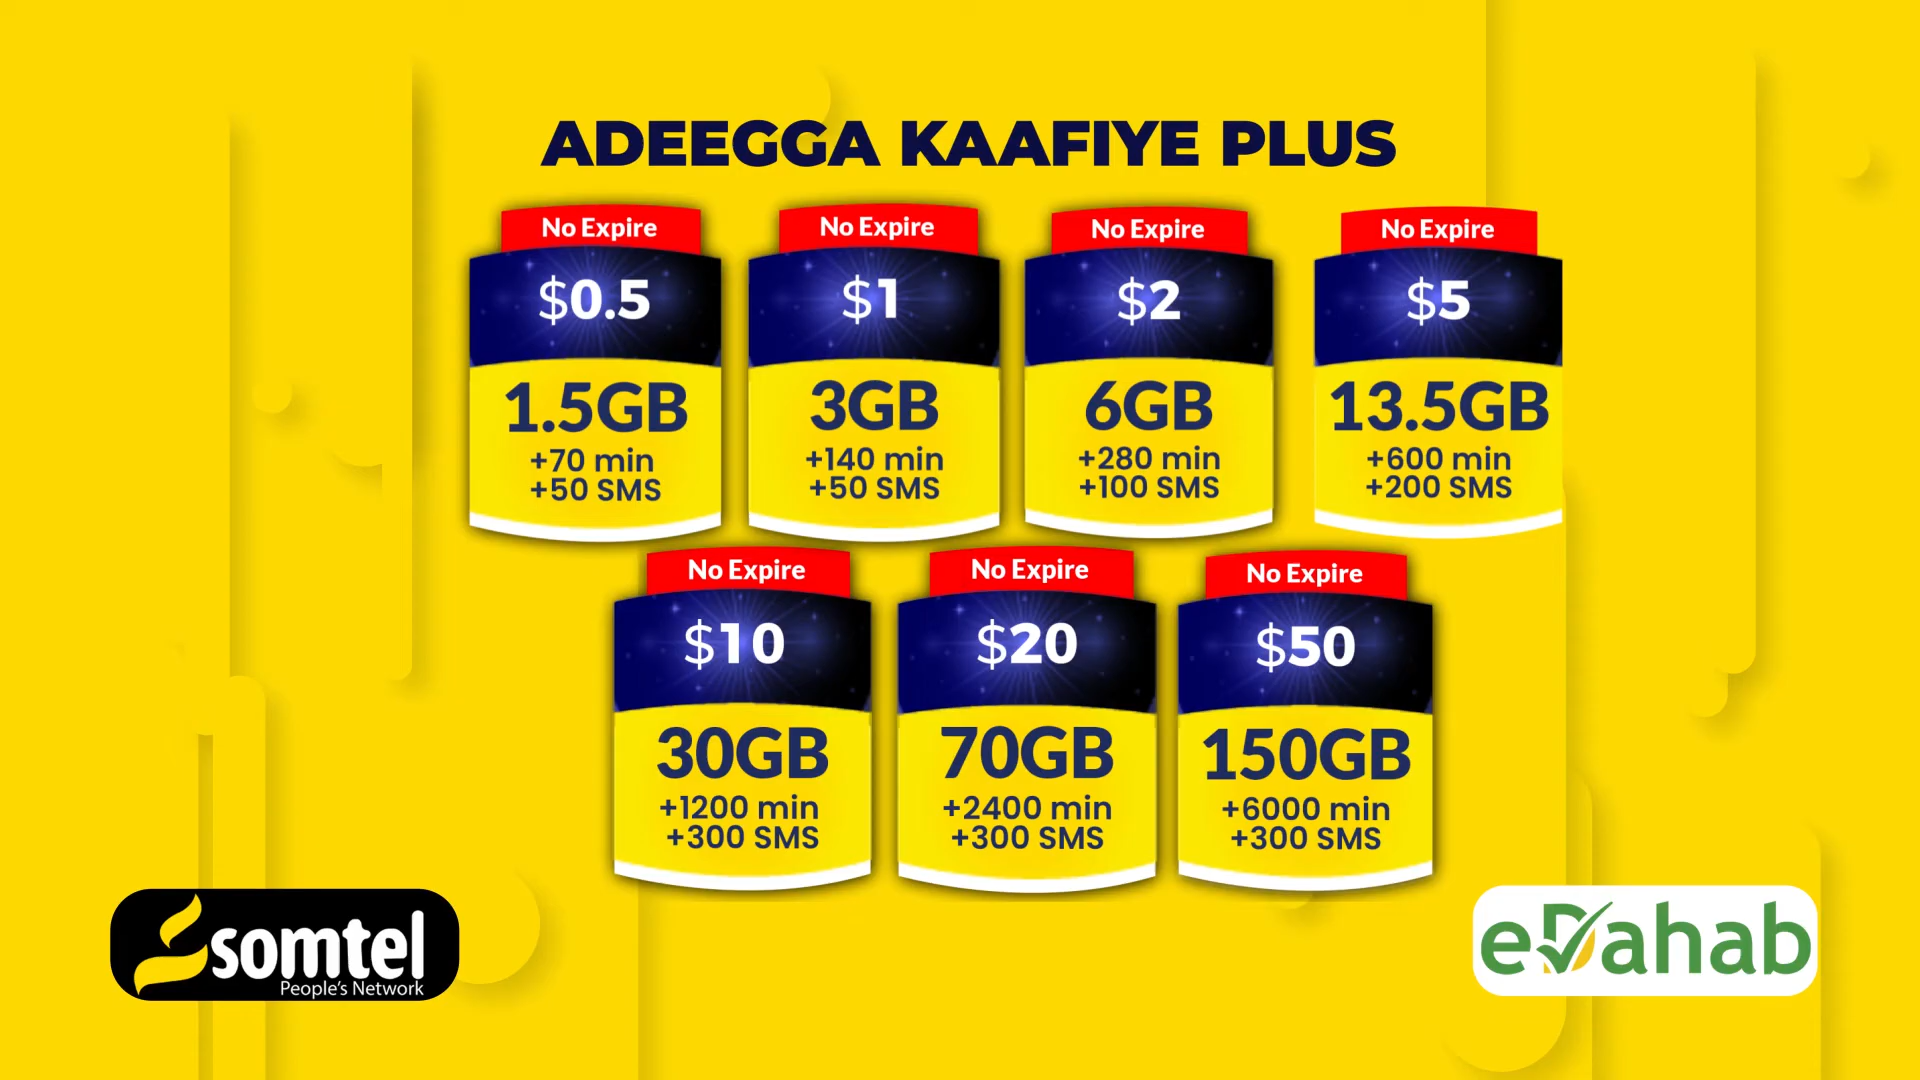 ADEEGGA KAAFIYE PLUS
No Expire
$0.5
1.5GB
+70 min
+50 SMS
No Expire
$1
3GB
+140 min
+50 SMS
No Expire
$2
6GB
+280 min
+100 SMS
No Expire
$5
13.5GB
+600 min
+200 SMS
No Expire
$10
30GB
+1200 min
+300 SMS
No Expire
$20
70GB
+2400 min
+300 SMS
No Expire
$50
150GB
+6000 min
+300 SMS
somtel
People's Network
eDahab